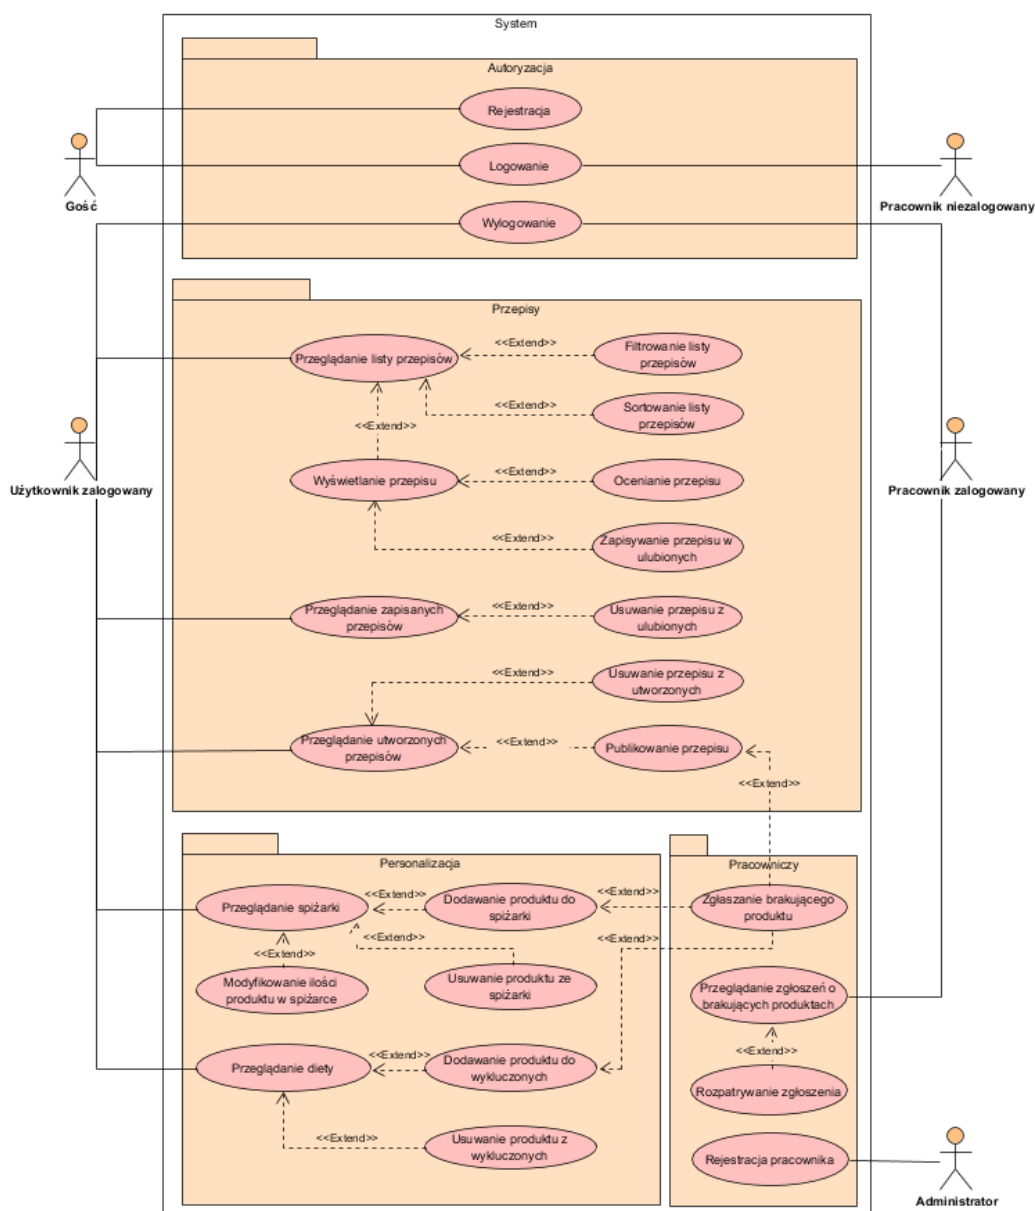 System
Autoryzacja
Rejestracja
Logowanie
Gość
Pracownik niezalogowany
Wylogowanie
Przepisy
Przeglądanie listy przepisów
<<Extend>>
Filtrowanie listy
przepisów
<<Extend>>
Sortowanie listy
przepisów
<<Extend>>
Użytkownik zalogowany
Wyświetlanie przepisu
<<Extend>>
Ocenianie przepisu
Pracownik zalogowany
<<Extend>>
Zapisywanie przepisu w
ulubionych
Przeglądanie zapisanych
przepisów
<<Extend>>
Usuwanie przepisu z
ulubionych
<<Extend>>
Usuwanie przepisu z
utworzonych
Przeglądanie utworzonych
przepisów
<<Extend>>
Publikowanie przepisu
<<Extend>>
Personalizacja
Pracowniczy
Przeglądanie spiżarki
<<Extend>>
Dodawanie produktu do
spiżarki
<<Extend>>
Zgłaszanie brakującego
produktu
<<Extend>>
<<Extend>>
<<Extend>>
Modyfikowanie ilości
produktu w spiżarce
Usuwanie produktu ze
spiżarki
Przeglądanie zgłoszeń o
brakujących produktach
<<Extend>>
Przeglądanie diety
<<Extend>>
Dodawanie produktu do
wykluczonych
Rozpatrywanie zgłoszenia
<<Extend>>
Usuwanie produktu z
wykluczonych
Rejestracja pracownika
Administrator